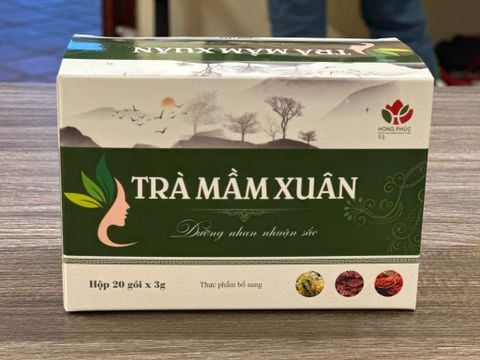 TRÀ MẦM XUÂN
HỒNG PHÚC
TRÀ MẦM XUÂN
Dưỡng nhan nhuận sắc
Hộp 20 gói x 3g
Thực phẩm bổ sung